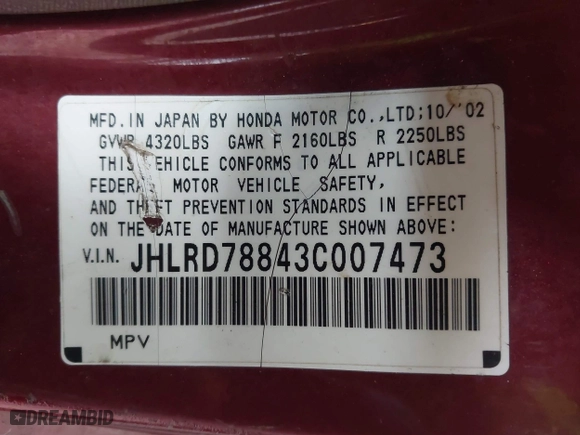 MFD.IN JAPAN BY HONDA MOTOR CO.,LTD;10/'02
GVWR 4320LBS GAWR F 2160LBS R 2250LBS
THIS VEHICLE CONFORMS TO ALL APPLICABLE
FEDERAL MOTOR VEHICLE SAFETY,
AND THEFT PREVENTION STANDARDS IN EFFECT
ON THE DATE OF MANUFACTURE SHOWN ABOVE:
V.I.N. JHLRD78843C007473
MPV
DREAMBID